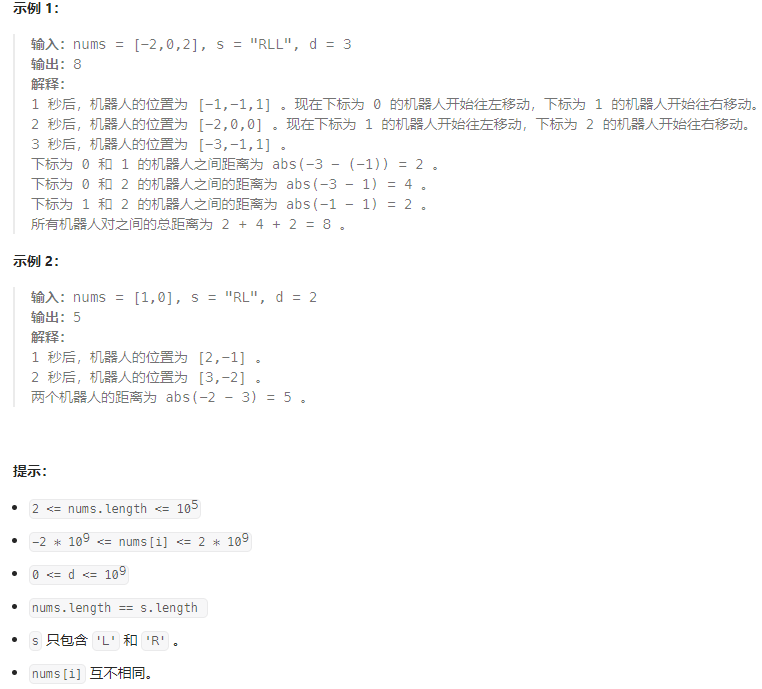 示例 1：
输入：nums = [-2,0,2], s = "RLL", d = 3
输出：8
解释：
1 秒后，机器人的位置为 [-1,-1,1] 。现在下标为 0 的机器人开始往左移动，下标为 1 的机器人开始往右移动。
2 秒后，机器人的位置为 [-2,0,0] 。现在下标为 1 的机器人开始往左移动，下标为 2 的机器人开始往右移动。
3 秒后，机器人的位置为 [-3,-1,1] 。
下标为 0 和 1 的机器人之间距离为 abs(-3 - (-1)) = 2 。
下标为 0 和 2 的机器人之间的距离为 abs(-3 - 1) = 4 。
下标为 1 和 2 的机器人之间的距离为 abs(-1 - 1) = 2 。
所有机器人对之间的总距离为 2 + 4 + 2 = 8 。
示例 2：
输入：nums = [1,0], s = "RL", d = 2
输出：5
解释：
1 秒后，机器人的位置为 [2,-1] 。
2 秒后，机器人的位置为 [3,-2] 。
两个机器人的距离为 abs(-2 - 3) = 5 。
提示：
• 2 <= nums.length <= 10⁵
• -2 * 10⁹ <= nums[i] <= 2 * 10⁹
• 0 <= d <= 10⁹
• nums.length == s.length
• s 只包含 'L' 和 'R' 。
• nums[i] 互不相同。